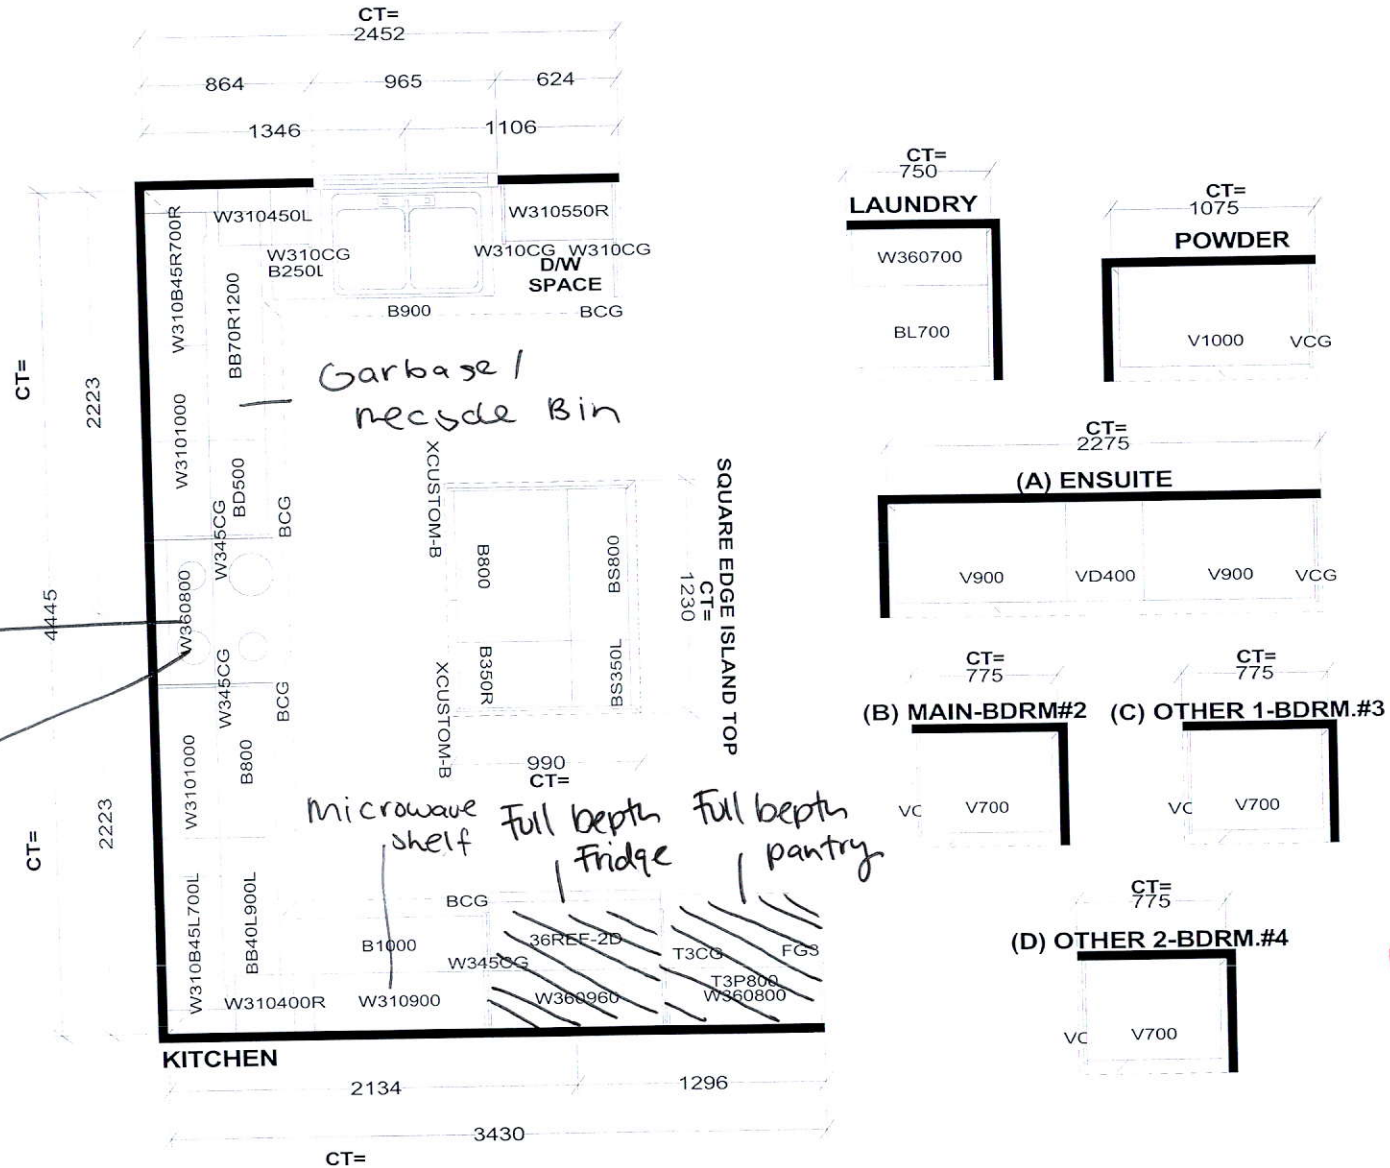 CT=
2452
864 965 624
1346 1106
CT=
750
LAUNDRY
CT=
1075
POWDER
W310450L
W310550R
W310B45R700R
W310CG
B250L
W310CG W310CG
D/W
SPACE
BB70R1200
B900
BCG
W360700
BL700
V1000
VCG
CT=
2223
Garbage /
recycle Bin
W3101000
BD500
W345CG
BCG
XCUSTOM-B
B800
BS800
SQUARE EDGE ISLAND TOP
CT=
1230
CT=
2275
(A) ENSUITE
V900
VD400
V900
VCG
4445
W360800
W345CG
BCG
B350R
BS350L
XCUSTOM-B
990
CT=
CT=
775
(B) MAIN-BDRM#2
VC
V700
CT=
775
(C) OTHER 1-BDRM.#3
VC
V700
W3101000
B800
CT=
2223
Microwave
shelf
Full Depth
Fridge
Full Depth
pantry
W310B45L700L
BB40L900L
BCG
B1000
W345CG
36REF-2D
T3CG
FG3
T3P800
W310400R
W310900
W360960
W360800
CT=
775
(D) OTHER 2-BDRM.#4
VC
V700
KITCHEN
2134 1296
3430
CT=